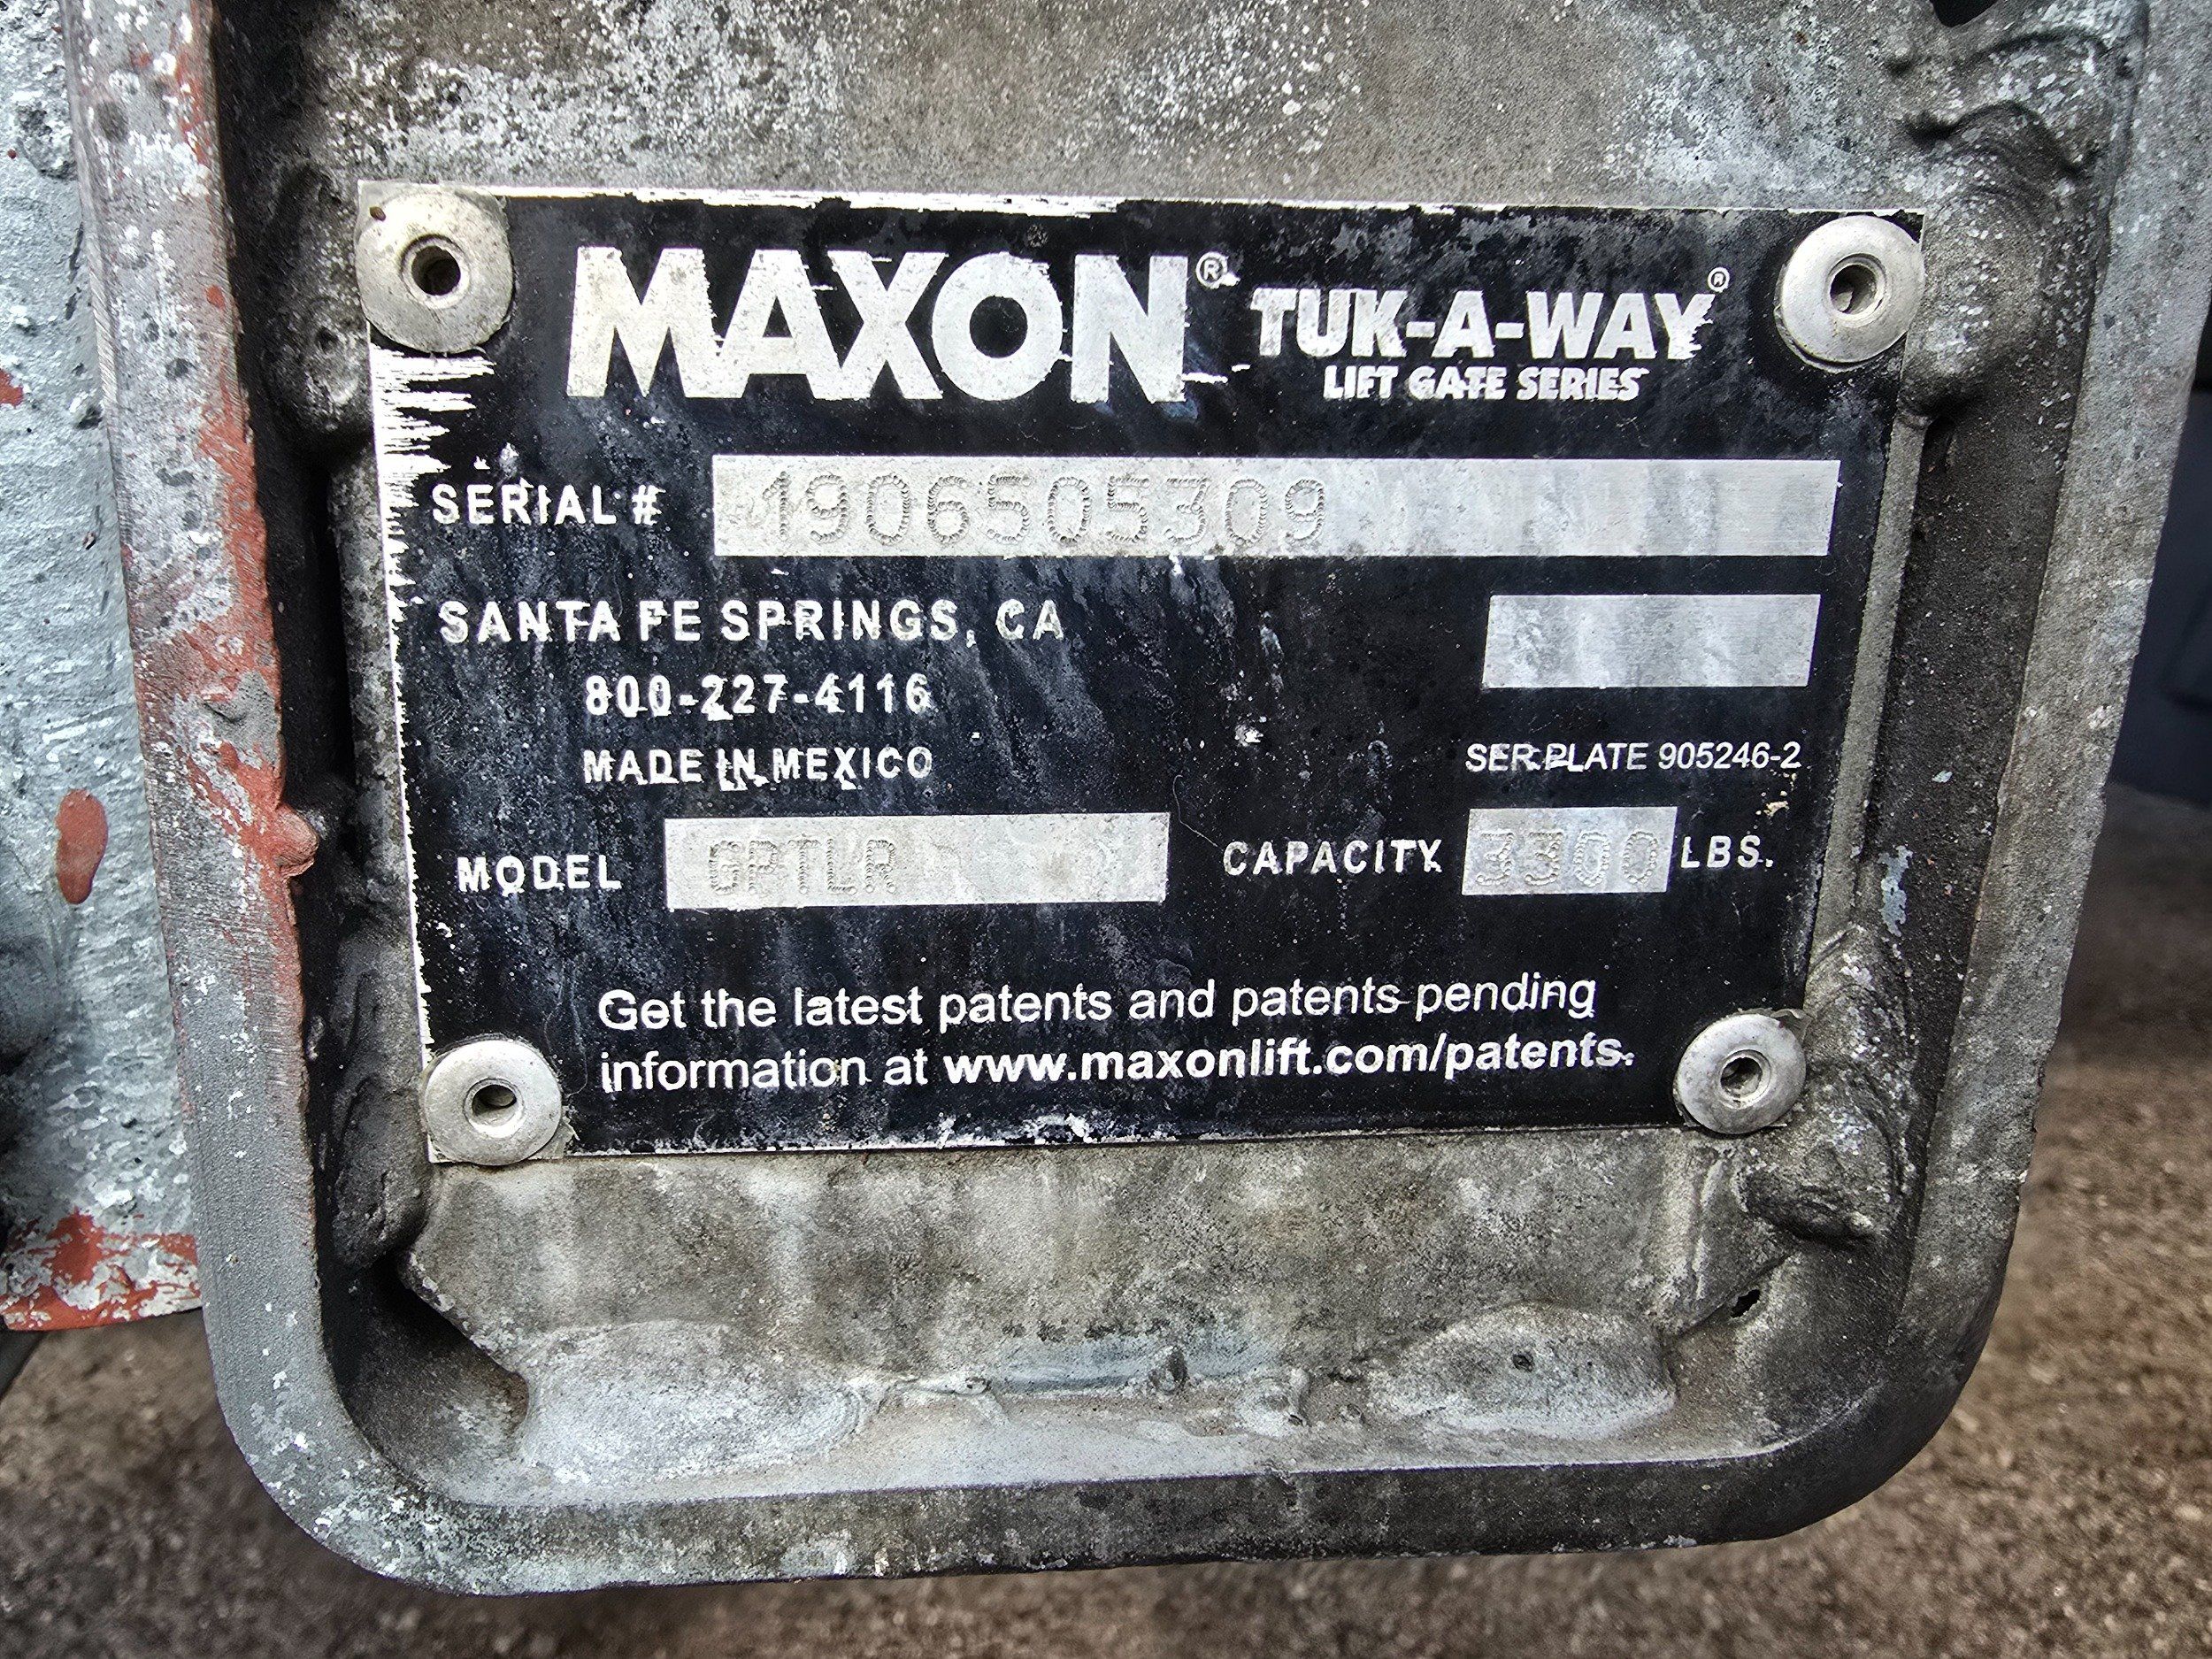 MAXON® TUK-A-WAY®
LIFT GATE SERIES
SERIAL # 1906505309
SANTA FE SPRINGS, CA
800-227-4116
MADE IN MEXICO
SER.PLATE 905246-2
MODEL GPTLR CAPACITY 3300 LBS.
Get the latest patents and patents pending
information at www.maxonlift.com/patents.